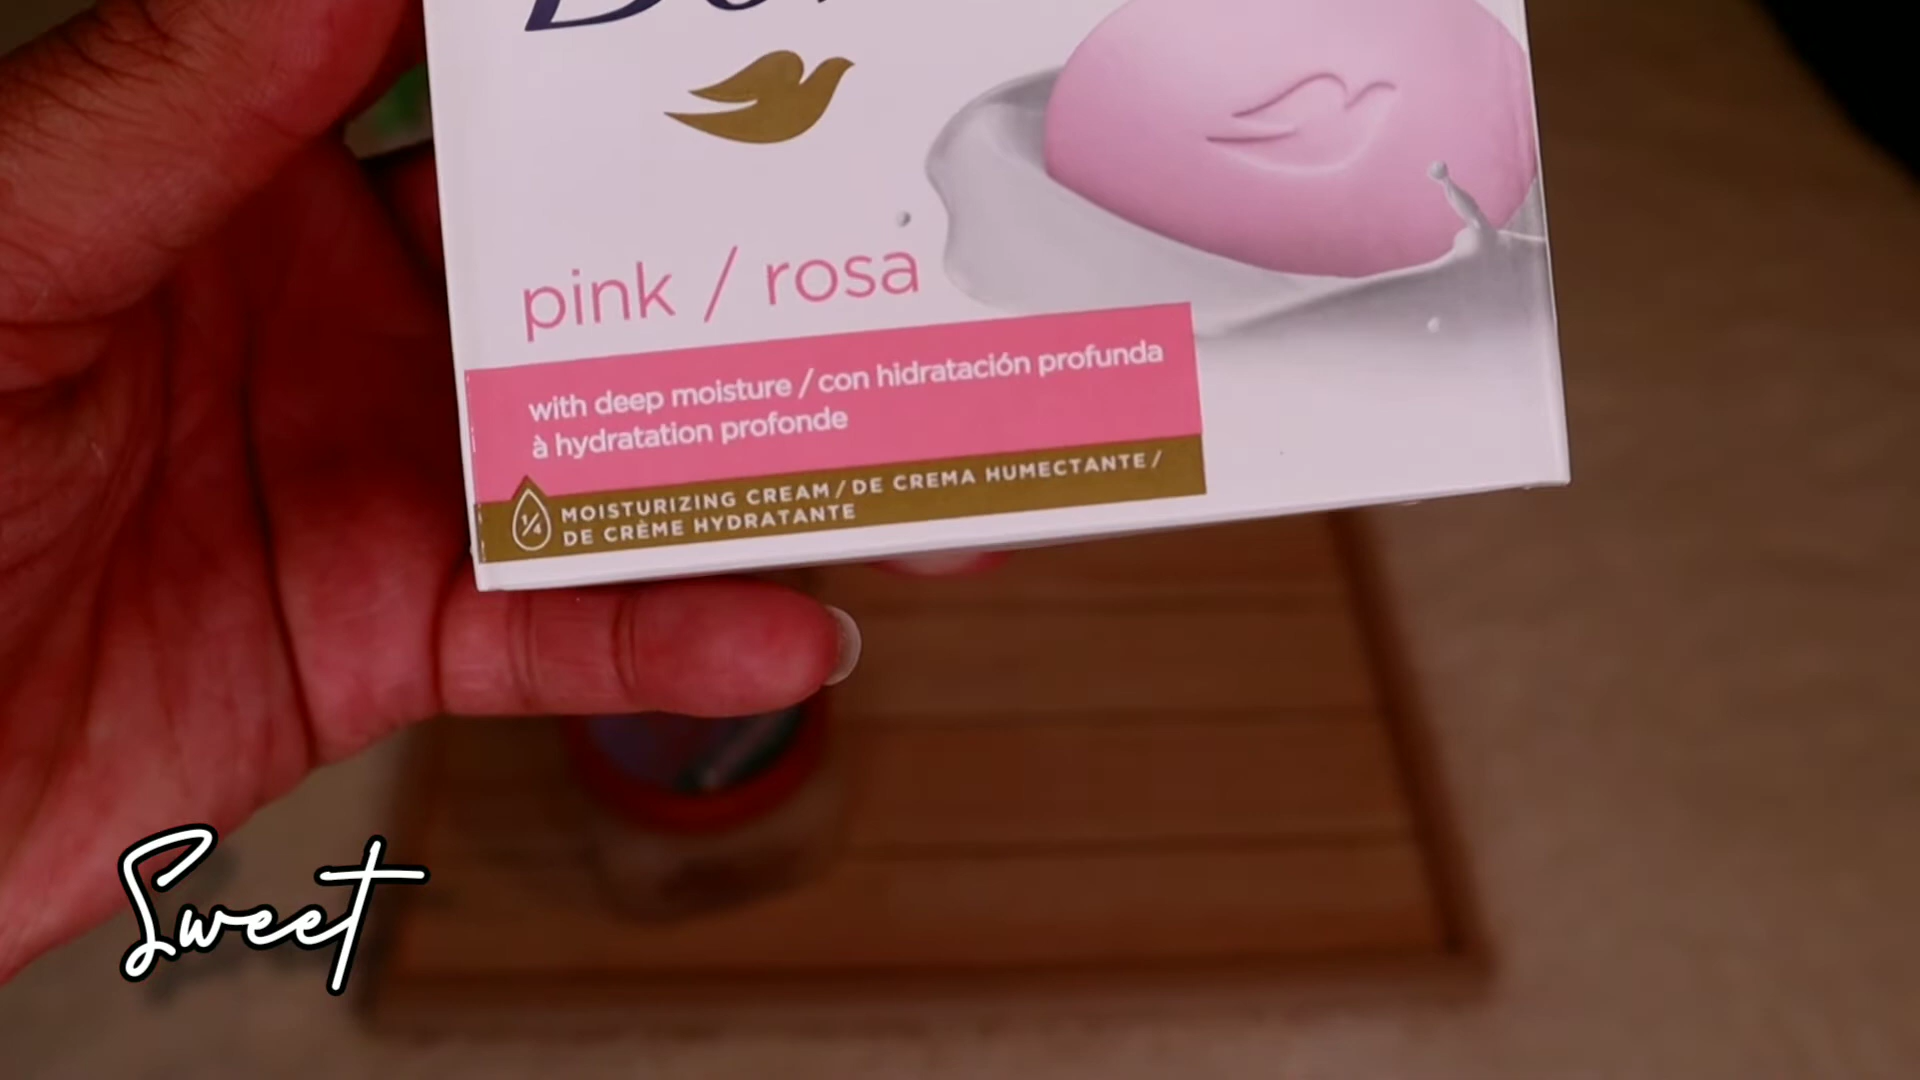 pink / rosa
with deep moisture / con hidratación profunda
à hydratation profonde
1/4 MOISTURIZING CREAM / DE CREMA HUMECTANTE /
DE CRÈME HYDRATANTE
Sweet